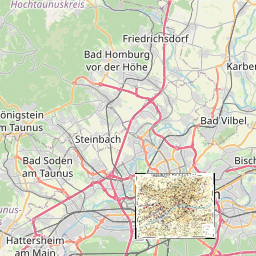 Hochtaunuskreis
Friedrichsdorf
Bad Homburg
vor der Höhe
Karben
önigstein
m Taunus
Bad Vilbel
Steinbach
Bad Soden
am Taunus
Bisch
Hattersheim
am Main